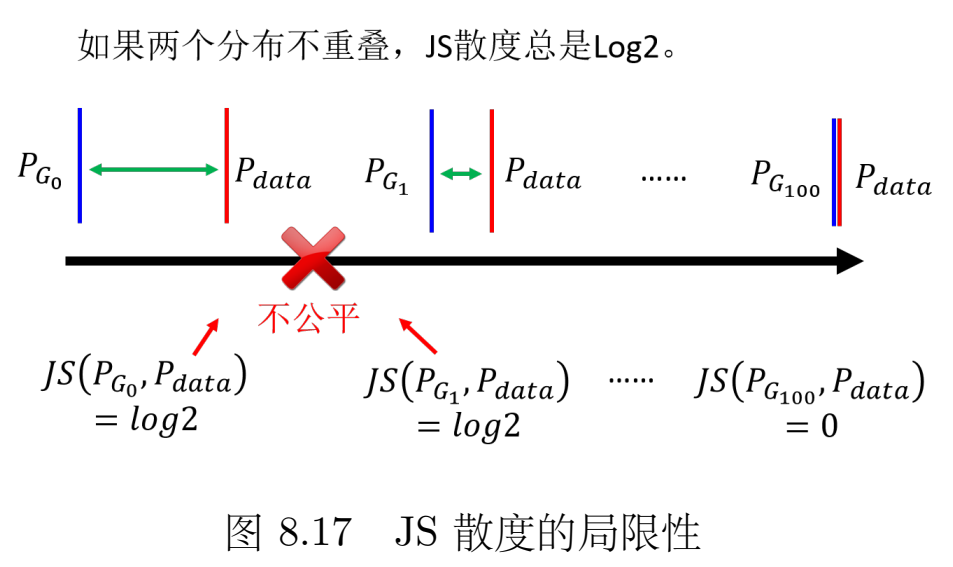 如果两个分布不重叠，JS散度总是Log2。
P_{G_0} P_{data} P_{G_1} P_{data} …… P_{G_{100}} P_{data}
不公平
JS(P_{G_0}, P_{data}) JS(P_{G_1}, P_{data}) …… JS(P_{G_{100}}, P_{data})
= log2 = log2 = 0
图 8.17 JS 散度的局限性